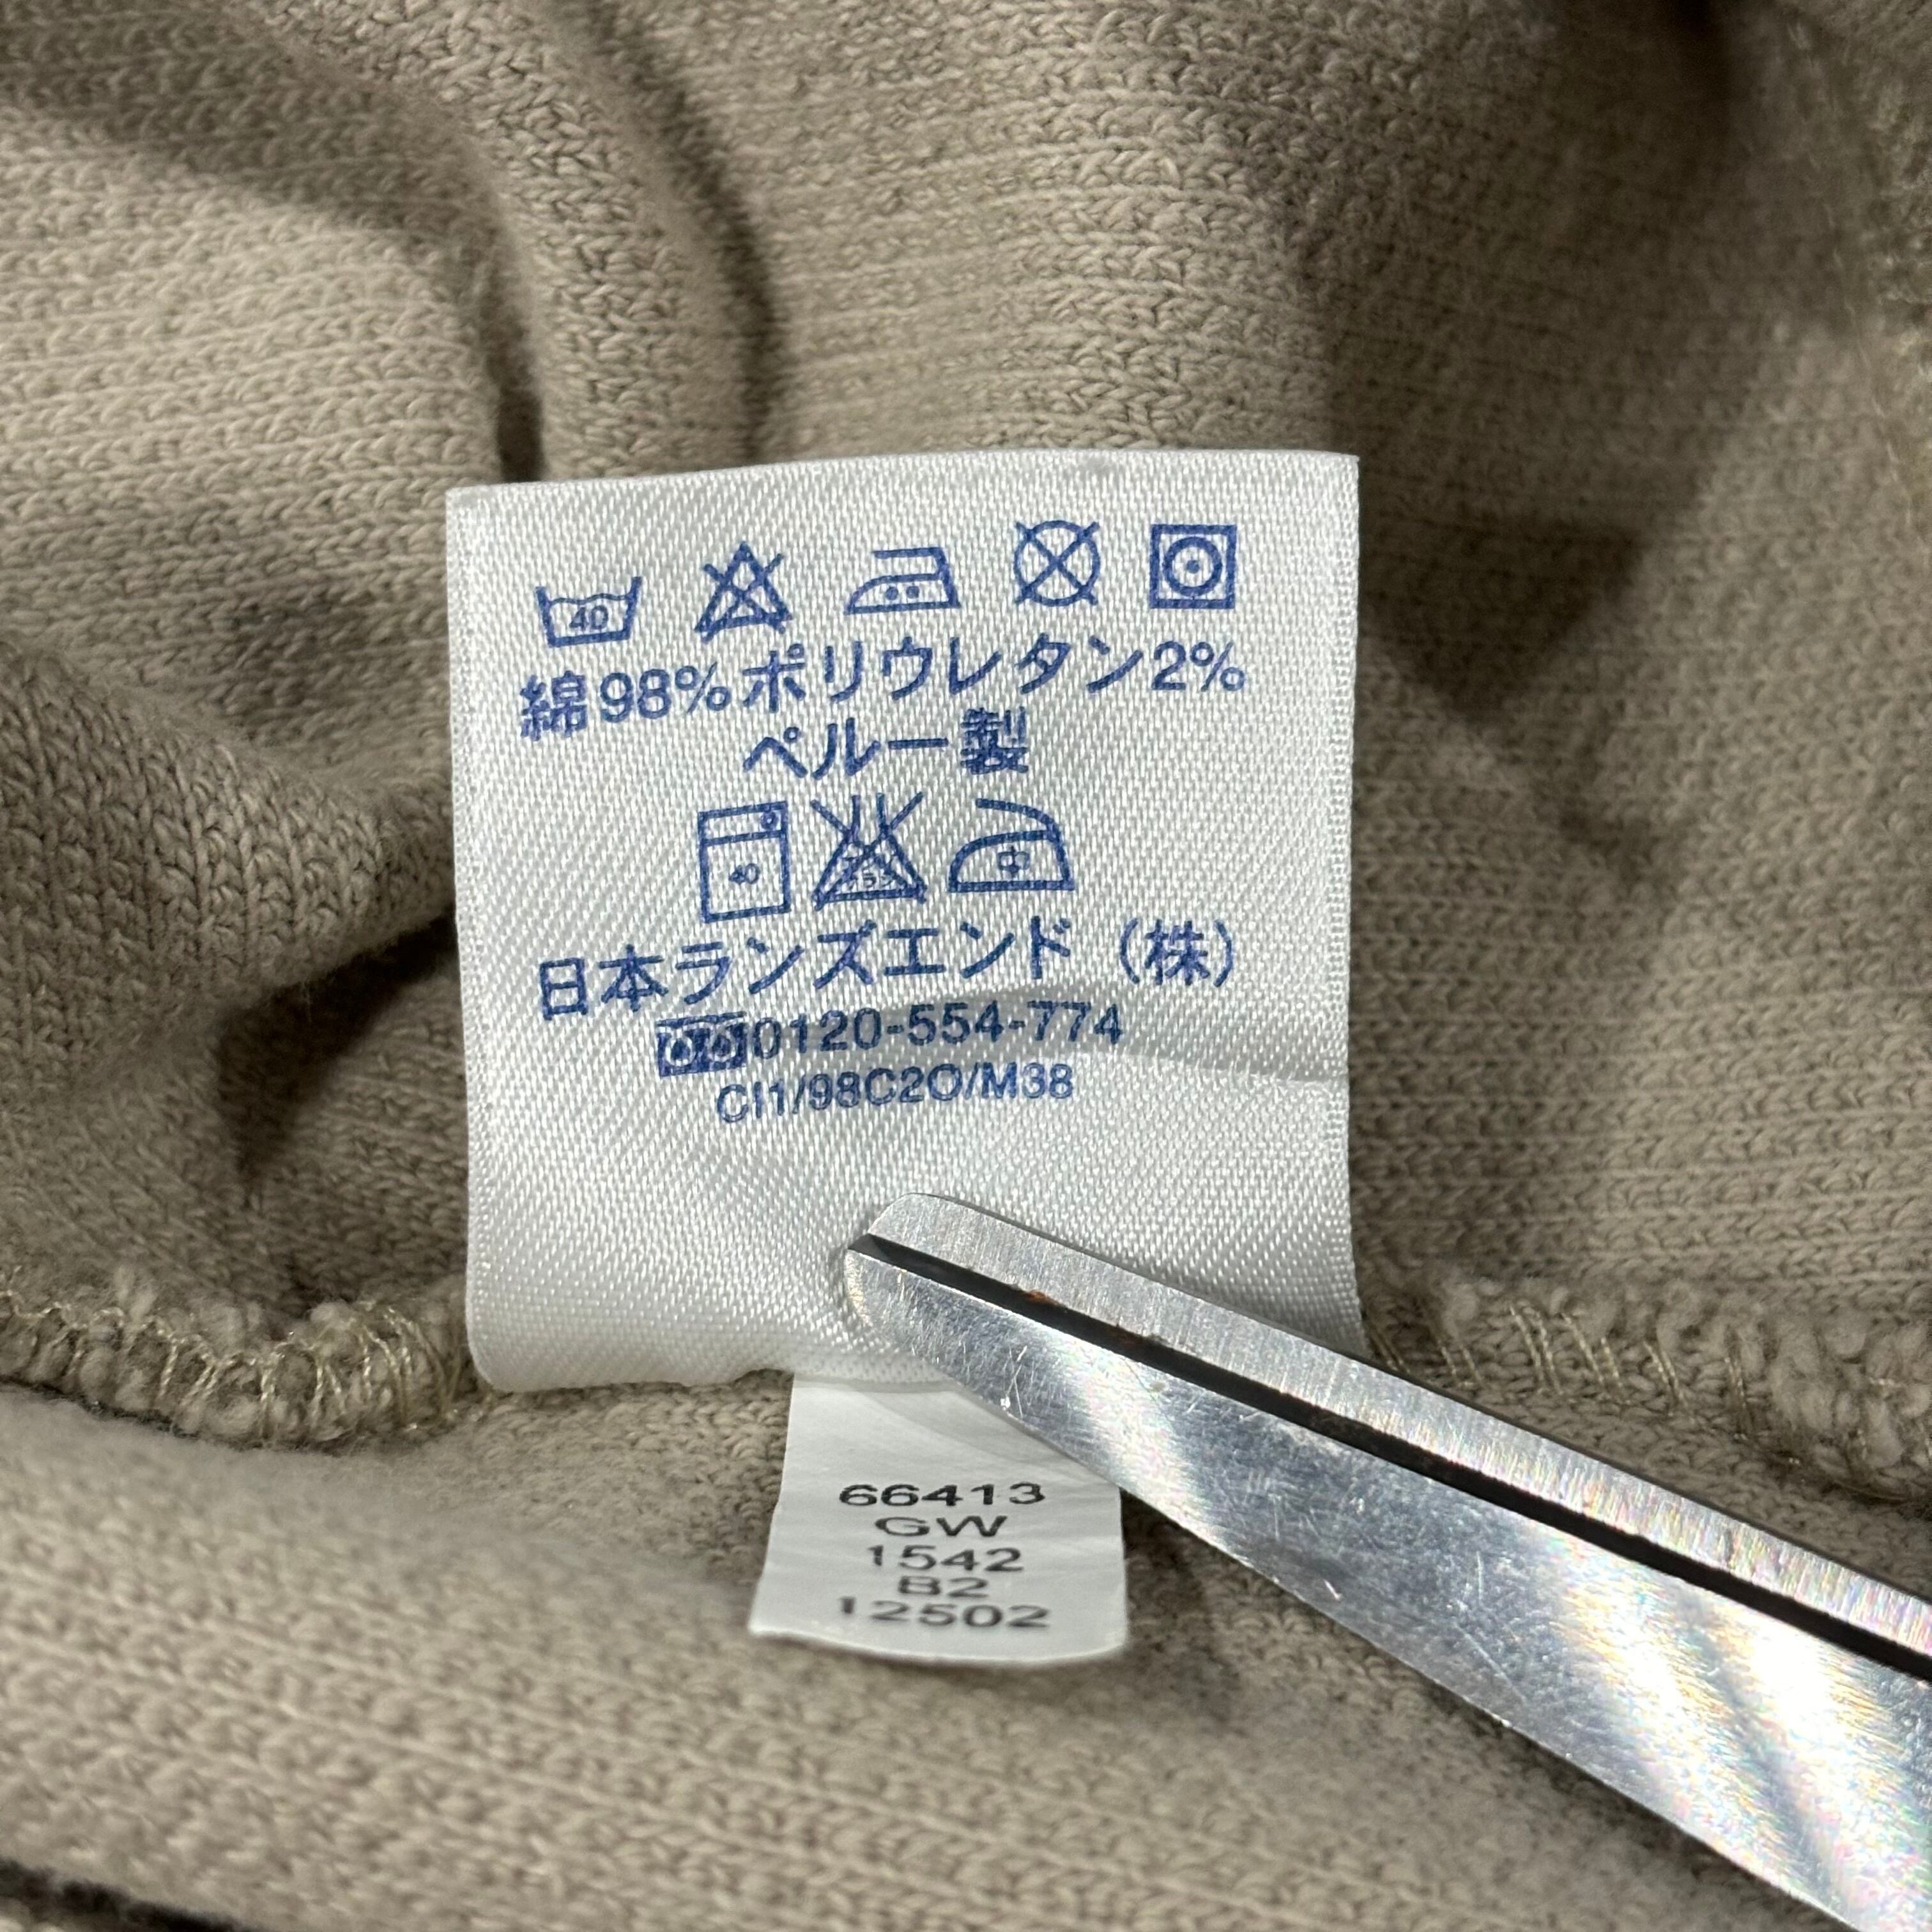 40
綿98%ポリウレタン2%
ペルー製
40 中
日本ランズエンド（株）
0120-554-774
CI1/98C2O/M38
66413
GW
1542
B2
12502